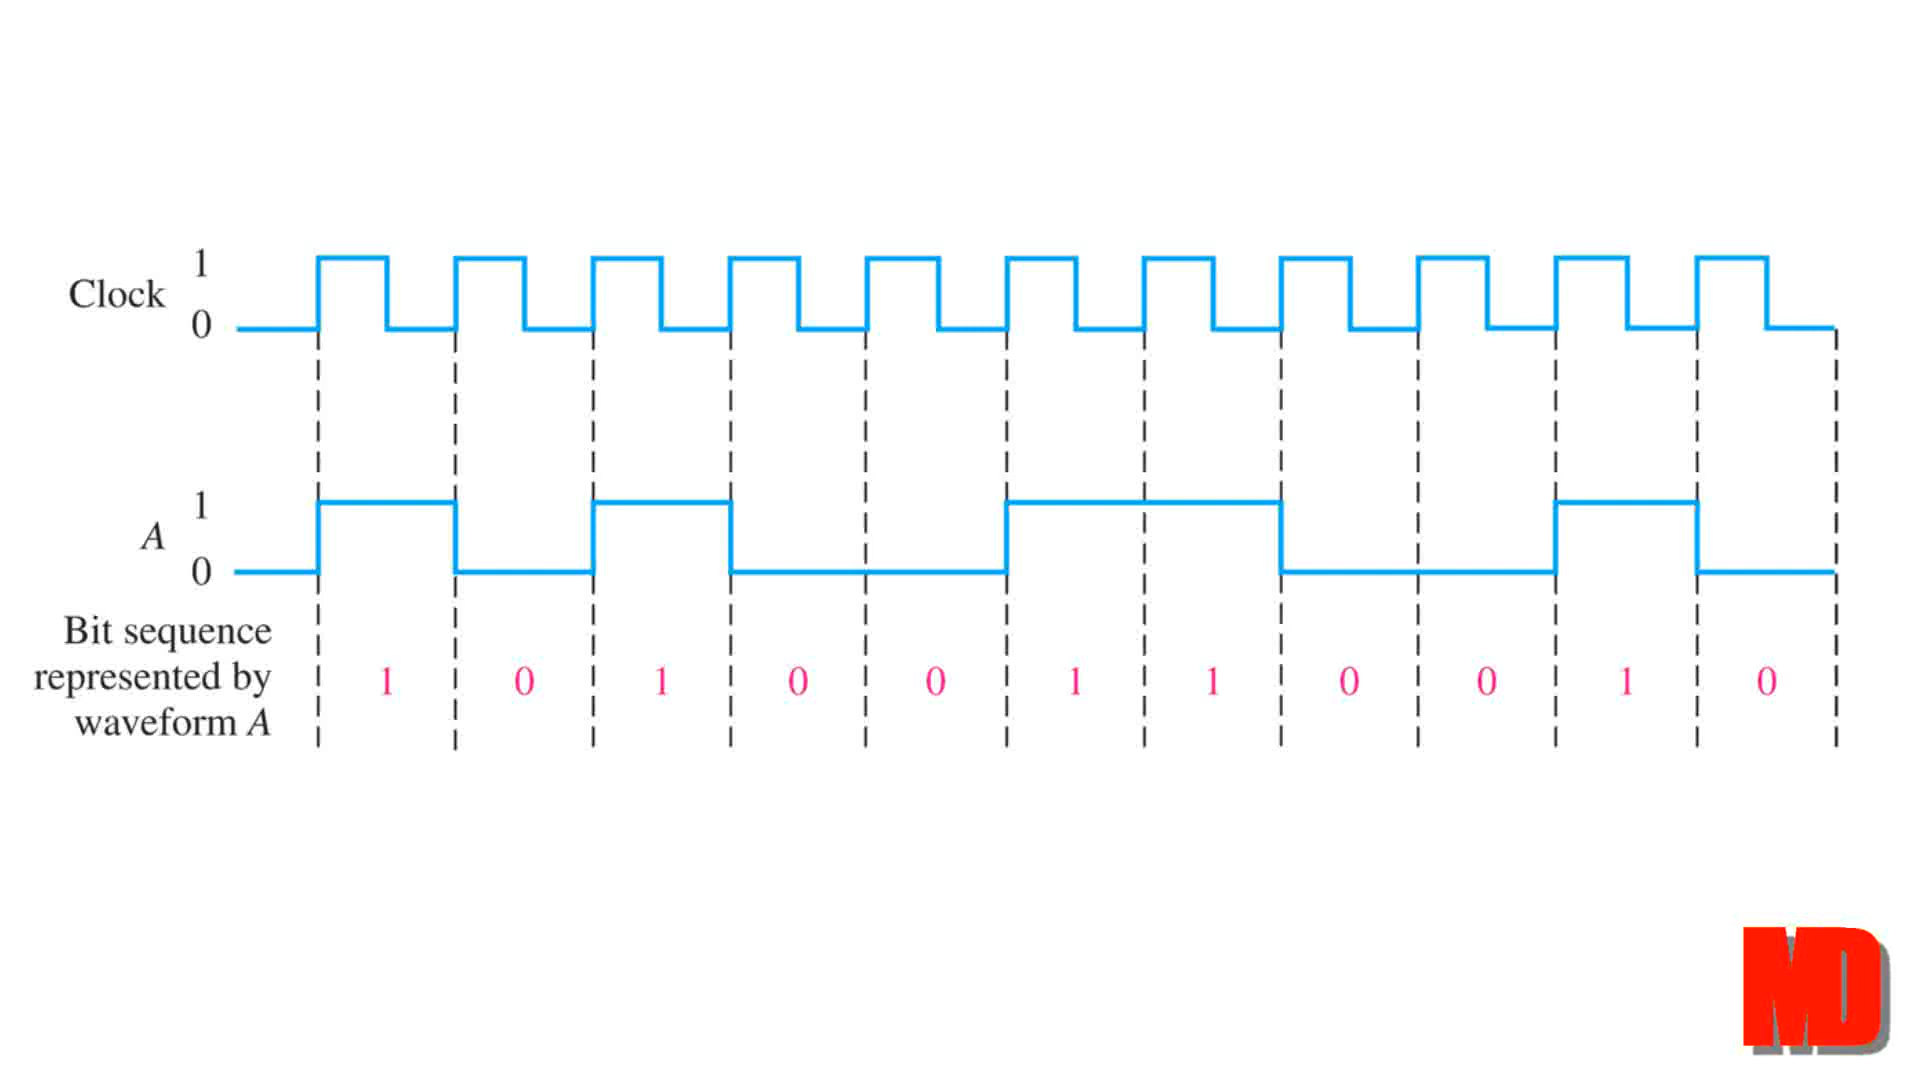 1
Clock
0
1
A
0
Bit sequence
represented by
waveform A
1 0 1 0 0 1 1 0 0 1 0
MD